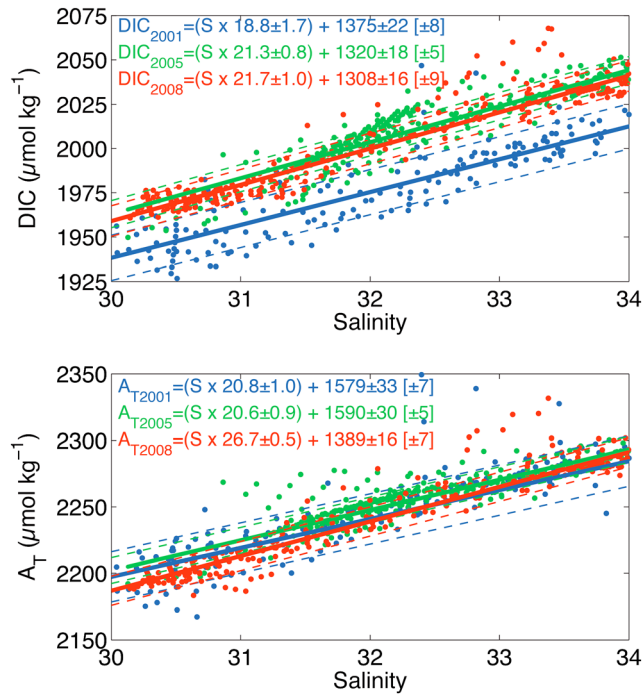 DIC2001=(S x 18.8±1.7) + 1375±22 [±8]
DIC2005=(S x 21.3±0.8) + 1320±18 [±5]
DIC2008=(S x 21.7±1.0) + 1308±16 [±9]
2075
2050
2025
2000
1975
1950
1925
DIC (µmol kg⁻¹)
30 31 32 33 34
Salinity
AT2001=(S x 20.8±1.0) + 1579±33 [±7]
AT2005=(S x 20.6±0.9) + 1590±30 [±5]
AT2008=(S x 26.7±0.5) + 1389±16 [±7]
2350
2300
2250
2200
2150
AT (µmol kg⁻¹)
30 31 32 33 34
Salinity